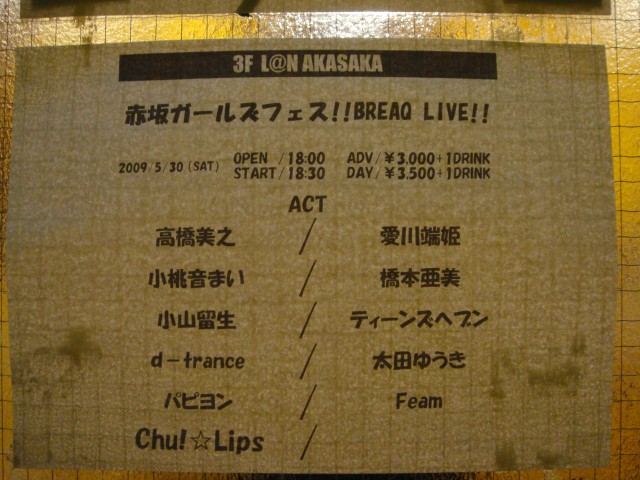 3F L@N AKASAKA
赤坂ガールズフェス!!BREAQ LIVE!!
2009/5/30 (SAT) OPEN /18:00 ADV/¥3.000+1DRINK
START/18:30 DAY/¥3.500+1DRINK
ACT
高橋美之 / 愛川端姫
小桃音まい / 橋本亜美
小山留生 / ティーンズヘブン
d-trance / 太田ゆうき
パピヨン / Feam
Chu!☆Lips /